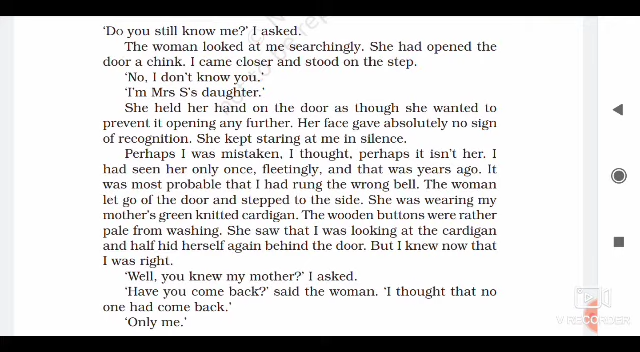 'Do you still know me?' I asked.
The woman looked at me searchingly. She had opened the
door a chink. I came closer and stood on the step.
'No, I don't know you.'
'I'm Mrs S's daughter.'
She held her hand on the door as though she wanted to
prevent it opening any further. Her face gave absolutely no sign
of recognition. She kept staring at me in silence.
Perhaps I was mistaken, I thought, perhaps it isn't her. I
had seen her only once, fleetingly, and that was years ago. It
was most probable that I had rung the wrong bell. The woman
let go of the door and stepped to the side. She was wearing my
mother's green knitted cardigan. The wooden buttons were rather
pale from washing. She saw that I was looking at the cardigan
and half hid herself again behind the door. But I knew now that
I was right.
'Well, you knew my mother?' I asked.
'Have you come back?' said the woman. 'I thought that no
one had come back.'
'Only me.'
V RECORDER